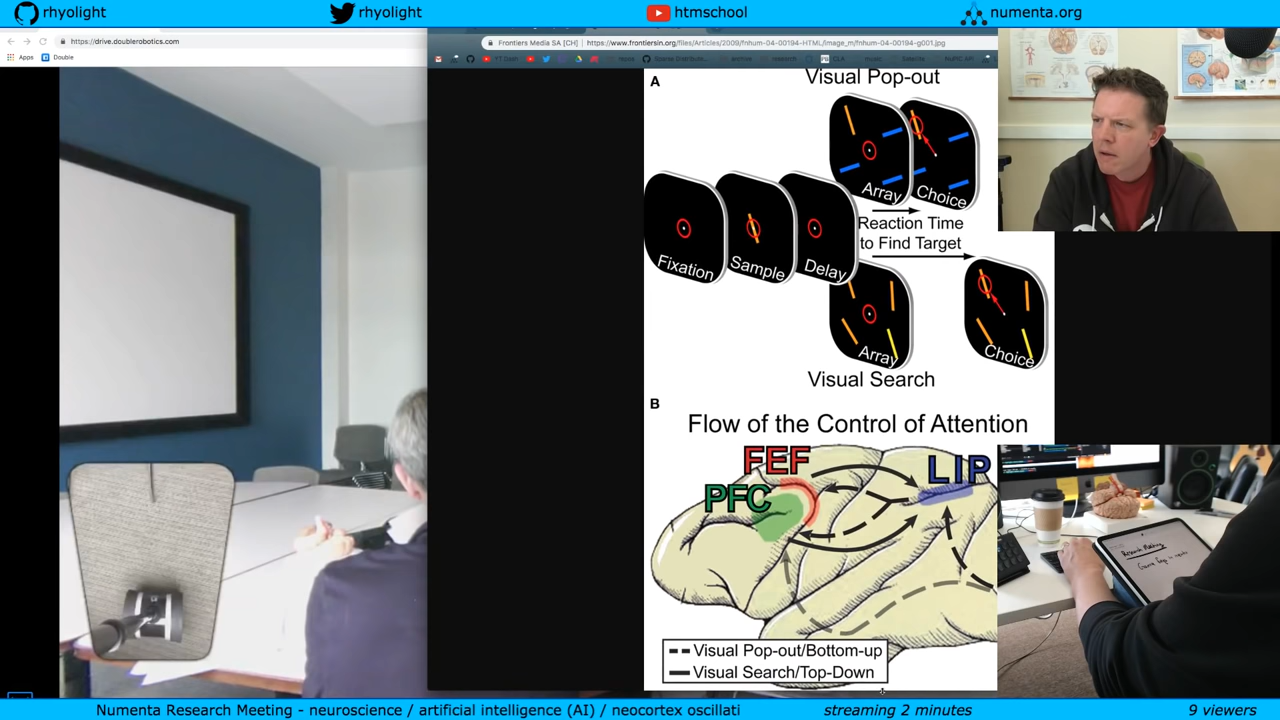 rhyolight
rhyolight
htmschool
numenta.org
https://drive.doublerobotics.com
Frontiers Media SA [CH] | https://www.frontiersin.org/files/Articles/2009/fnhum-04-00194-HTML/image_m/fnhum-04-00194-g001.jpg
Apps Double
YT Dash
A
Visual Pop-out
Array
Choice
Reaction Time
to Find Target
Fixation
Sample
Delay
Array
Choice
Visual Search
B
Flow of the Control of Attention
FEF
LIP
PFC
Visual Pop-out/Bottom-up
Visual Search/Top-Down
Research Meeting
Numenta Research Meeting - neuroscience / artificial intelligence (AI) / neocortex oscillati
streaming 2 minutes
9 viewers